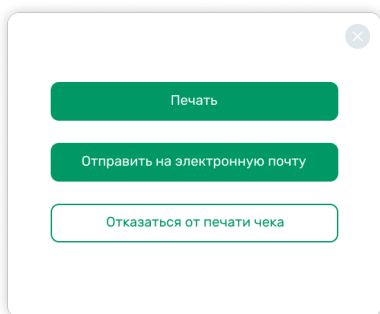 Печать
Отправить на электронную почту
Отказаться от печати чека